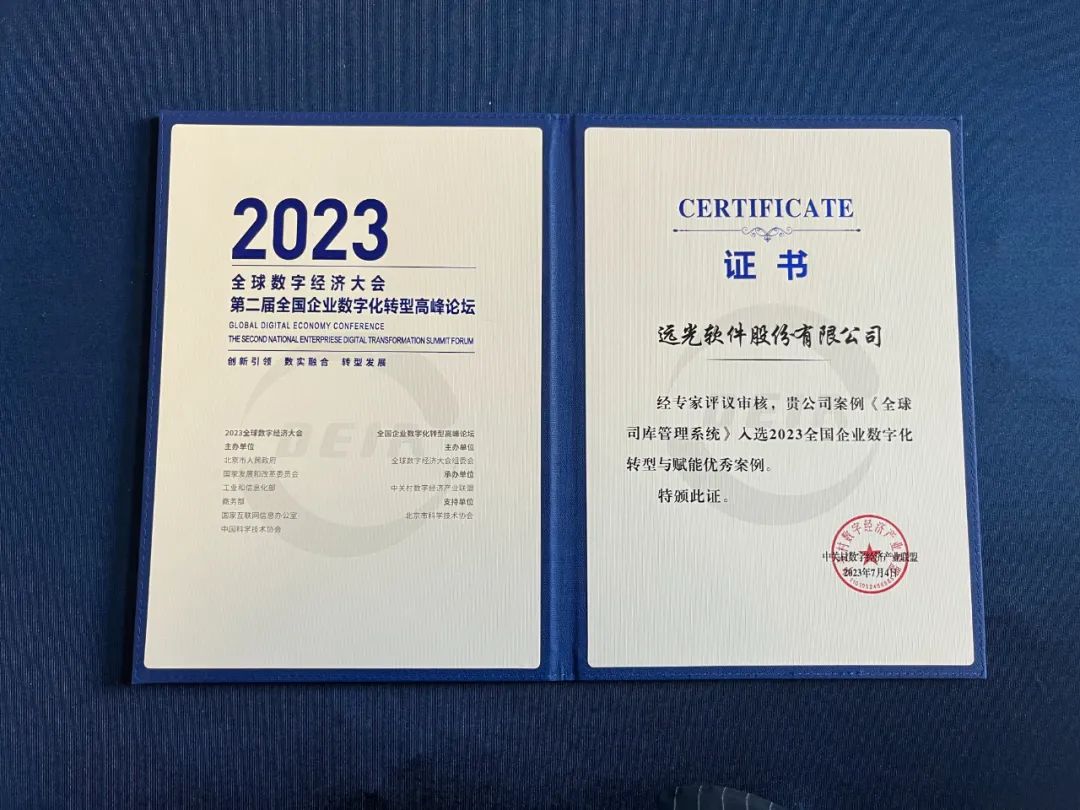 2023
全球数字经济大会
第二届全国企业数字化转型高峰论坛
GLOBAL DIGITAL ECONOMY CONFERENCE
THE SECOND NATIONAL ENTERPRIESE DIGITAL TRANSFORMATION SUMMIT FORUM
创新引领 数实融合 转型发展
2023全球数字经济大会
主办单位
北京市人民政府
国家发展和改革委员会
工业和信息化部
商务部
国家互联网信息办公室
中国科学技术协会
全国企业数字化转型高峰论坛
主办单位
全球数字经济大会组委会
承办单位
中关村数字经济产业联盟
支持单位
北京市科学技术协会
CERTIFICATE
证书
远光软件股份有限公司
经专家评议审核，贵公司案例《全球
司库管理系统》入选2023全国企业数字化
转型与赋能优秀案例。
特颁此证。
中关村数字经济产业联盟
2023年7月4日